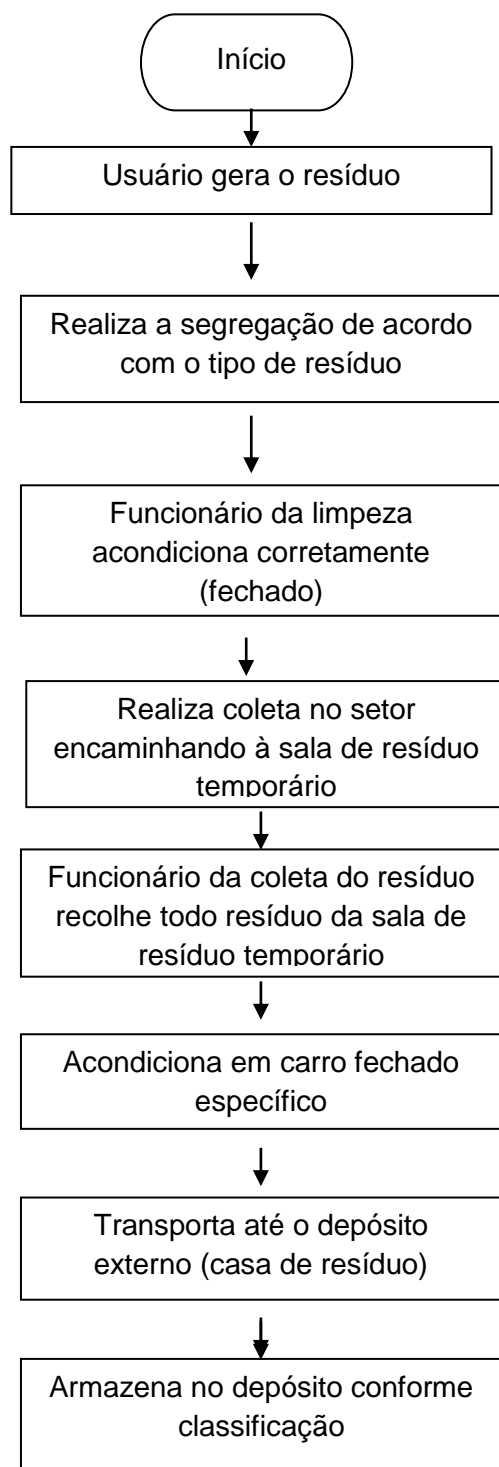 Início
Usuário gera o resíduo
Realiza a segregação de acordo
com o tipo de resíduo
Funcionário da limpeza
acondiciona corretamente
(fechado)
Realiza coleta no setor
encaminhando à sala de resíduo
temporário
Funcionário da coleta do resíduo
recolhe todo resíduo da sala de
resíduo temporário
Acondiciona em carro fechado
específico
Transporta até o depósito
externo (casa de resíduo)
Armazena no depósito conforme
classificação